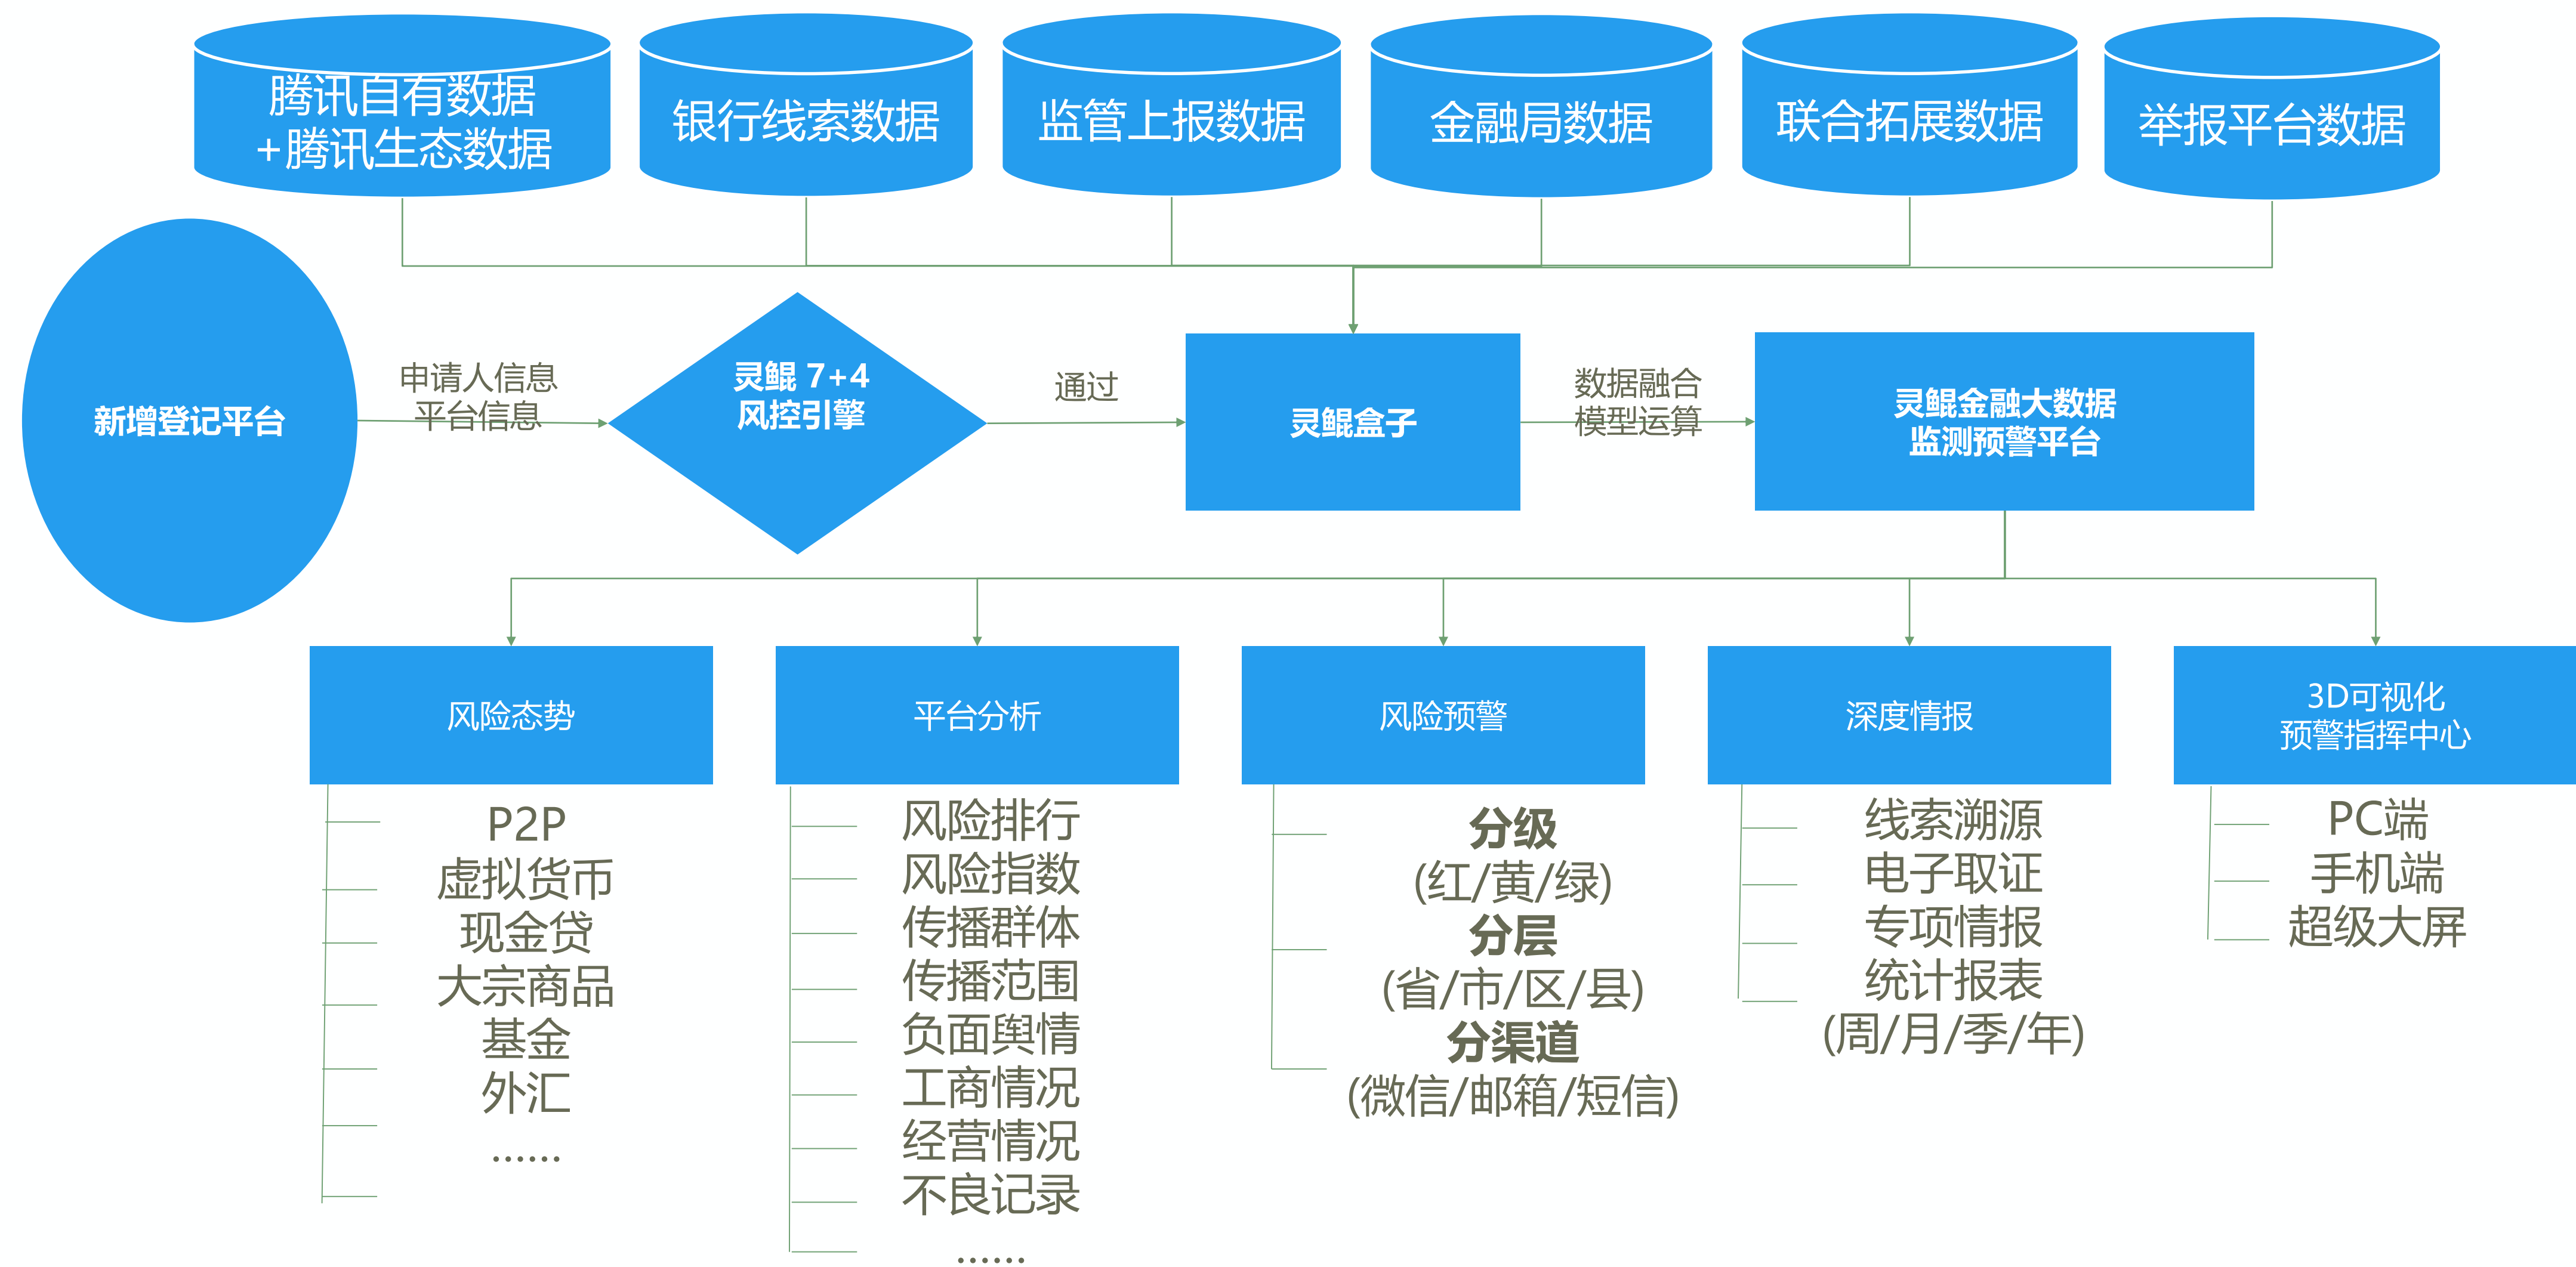 腾讯自有数据
+腾讯生态数据
银行线索数据
监管上报数据
金融局数据
联合拓展数据
举报平台数据
新增登记平台
申请人信息
平台信息
灵鲲 7+4
风控引擎
通过
灵鲲盒子
数据融合
模型运算
灵鲲金融大数据
监测预警平台
风险态势
P2P
虚拟货币
现金贷
大宗商品
基金
外汇
……
平台分析
风险排行
风险指数
传播群体
传播范围
负面舆情
工商情况
经营情况
不良记录
……
风险预警
分级
(红/黄/绿)
分层
(省/市/区/县)
分渠道
(微信/邮箱/短信)
深度情报
线索溯源
电子取证
专项情报
统计报表
(周/月/季/年)
3D可视化
预警指挥中心
PC端
手机端
超级大屏